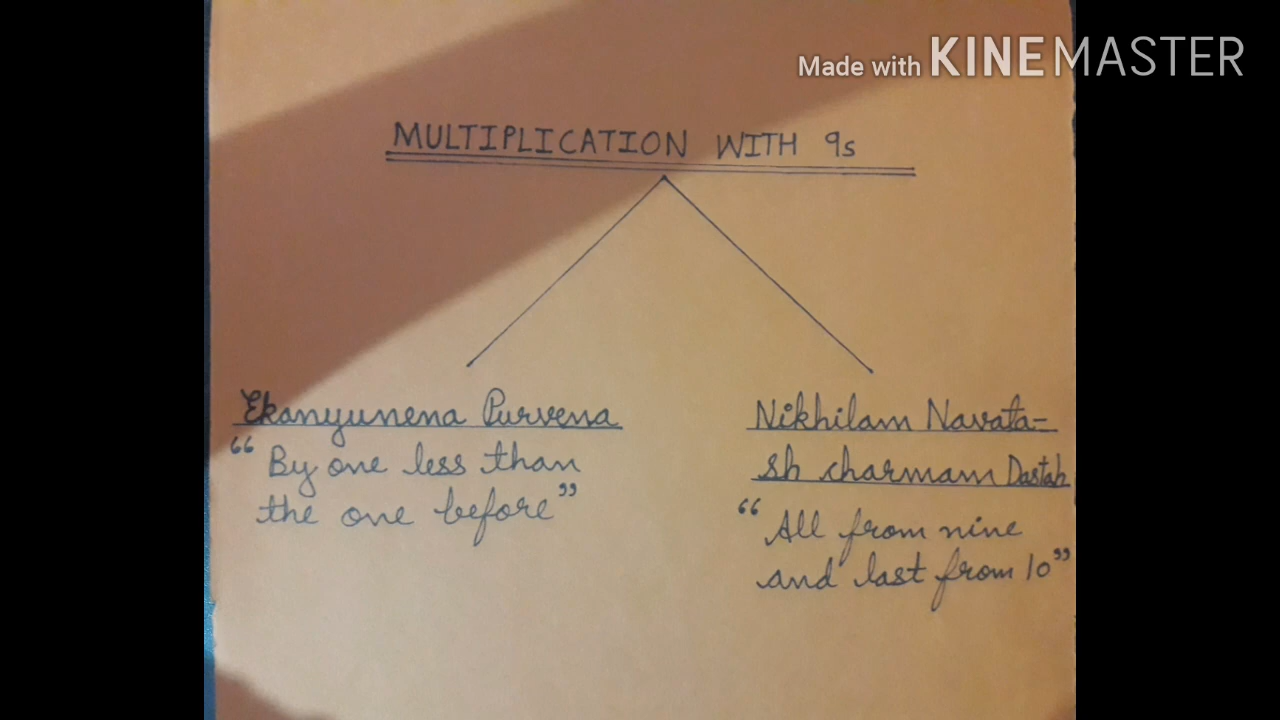 Made with KINEMASTER
MULTIPLICATION WITH 9s
Ekanyunena Purvena
"By one less than
the one before"
Nikhilam Navata-
sh charmam Dastah
"All from nine
and last from 10"